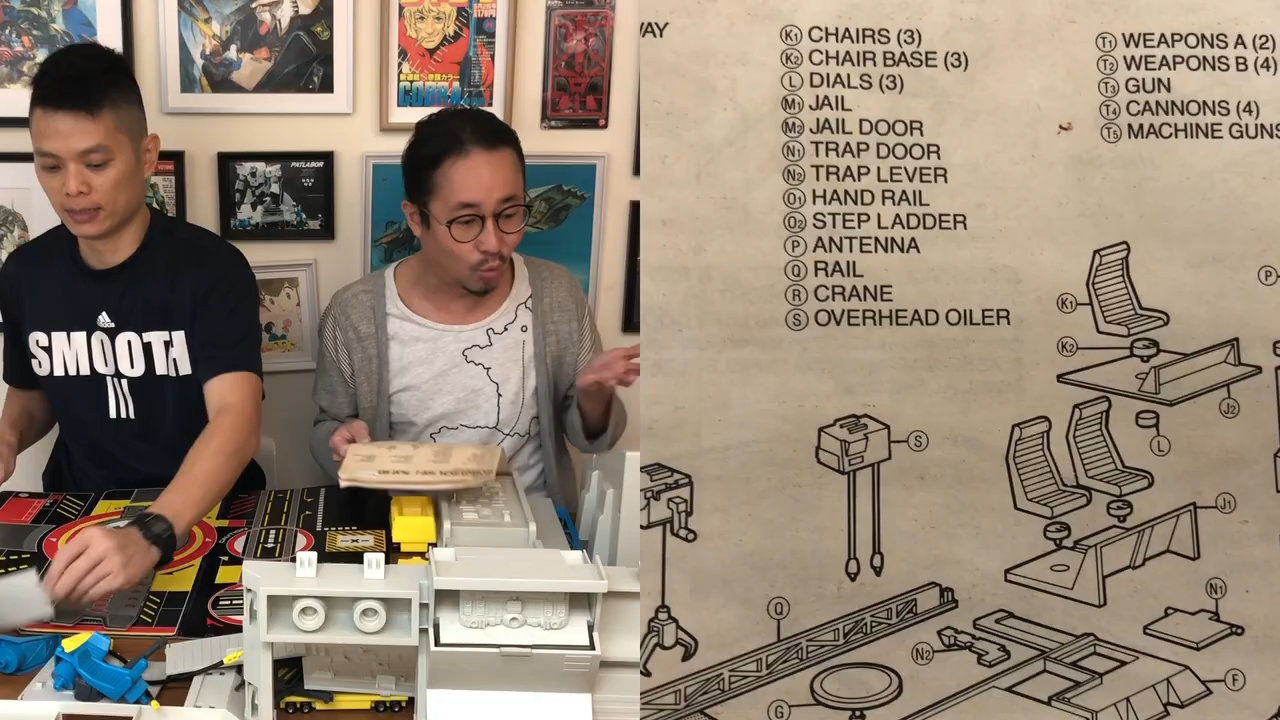 PATLABOR
COBRA
SMOOTH
WAY
K1 CHAIRS (3)
K2 CHAIR BASE (3)
L DIALS (3)
M1 JAIL
M2 JAIL DOOR
N1 TRAP DOOR
N2 TRAP LEVER
O1 HAND RAIL
O2 STEP LADDER
P ANTENNA
Q RAIL
R CRANE
S OVERHEAD OILER
T1 WEAPONS A (2)
T2 WEAPONS B (4)
T3 GUN
T4 CANNONS (4)
T5 MACHINE GUNS
P
K1
K2
J2
L
S
J1
Q
N1
N2
F
G